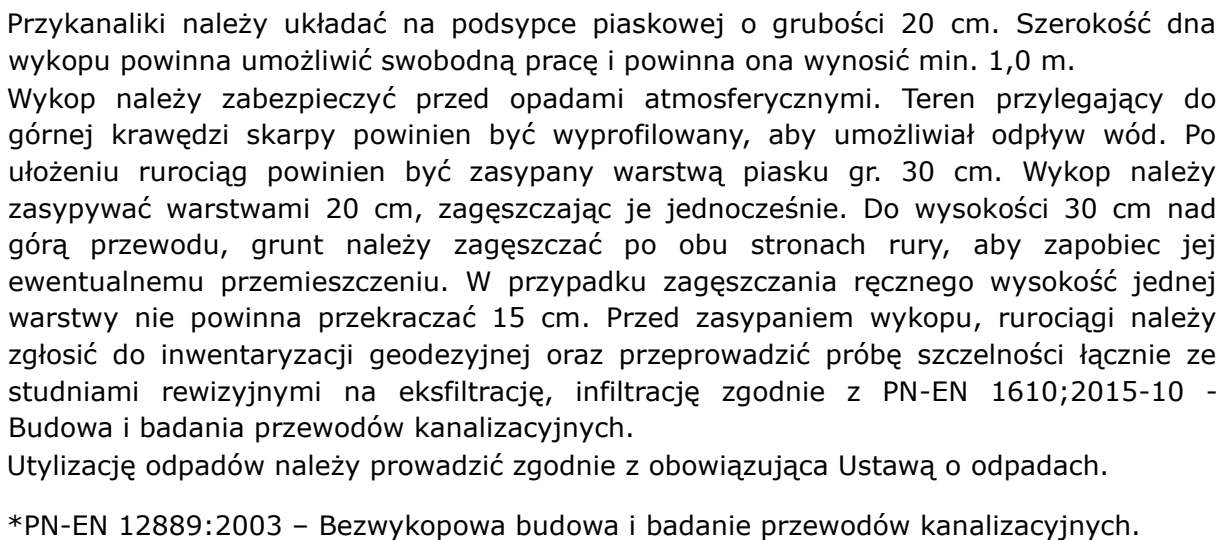 Przykanaliki należy układać na podsypce piaskowej o grubości 20 cm. Szerokość dna
wykopu powinna umożliwić swobodną pracę i powinna ona wynosić min. 1,0 m.
Wykop należy zabezpieczyć przed opadami atmosferycznymi. Teren przylegający do
górnej krawędzi skarpy powinien być wyprofilowany, aby umożliwiał odpływ wód. Po
ułożeniu rurociąg powinien być zasypany warstwą piasku gr. 30 cm. Wykop należy
zasypywać warstwami 20 cm, zagęszczając je jednocześnie. Do wysokości 30 cm nad
górą przewodu, grunt należy zagęszczać po obu stronach rury, aby zapobiec jej
ewentualnemu przemieszczeniu. W przypadku zagęszczania ręcznego wysokość jednej
warstwy nie powinna przekraczać 15 cm. Przed zasypaniem wykopu, rurociągi należy
zgłosić do inwentaryzacji geodezyjnej oraz przeprowadzić próbę szczelności łącznie ze
studniami rewizyjnymi na eksfiltrację, infiltrację zgodnie z PN-EN 1610;2015-10 -
Budowa i badania przewodów kanalizacyjnych.
Utylizację odpadów należy prowadzić zgodnie z obowiązująca Ustawą o odpadach.
*PN-EN 12889:2003 – Bezwykopowa budowa i badanie przewodów kanalizacyjnych.